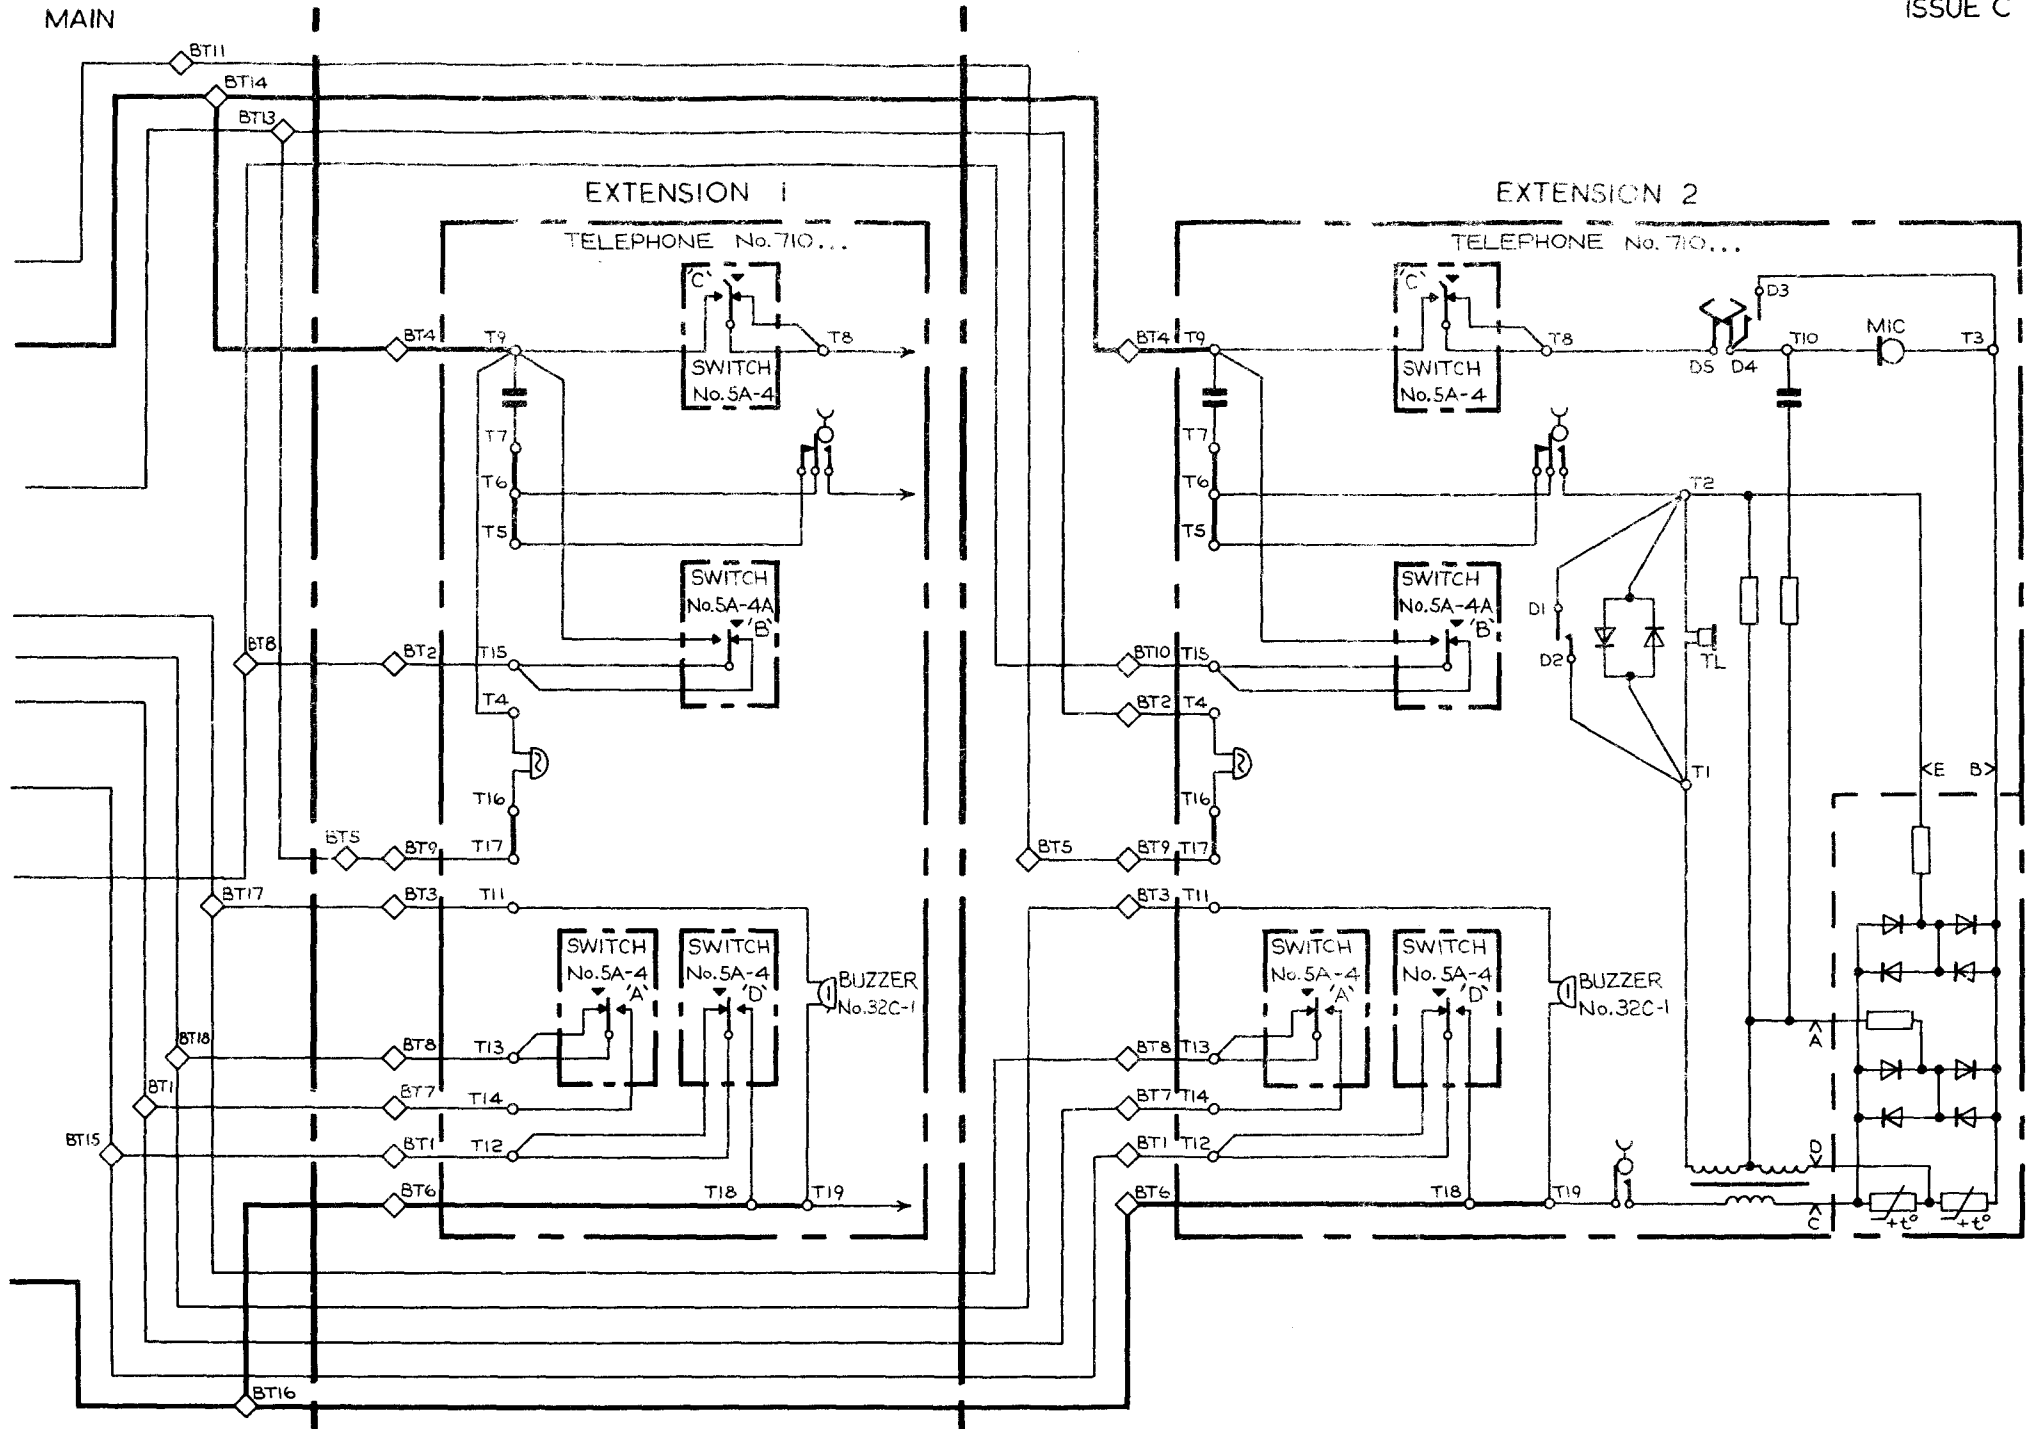 MAIN
ISSUE C
BT11
BT14
BT13
EXTENSION 1
EXTENSION 2
TELEPHONE No.710...
TELEPHONE No.710...
'C'
'C'
D3
BT4
T9
T8
BT4
T9
T8
T10
MIC
T3
SWITCH
No.5A-4
SWITCH
No.5A-4
D5
D4
T7
T7
T6
T6
T2
T5
T5
SWITCH
No.5A-4A
'B'
SWITCH
No.5A-4A
'B'
D1
BT8
BT2
T15
BT10
T15
D2
TL
T4
BT2
T4
T1
E
B
T16
T16
BT5
BT9
T17
BT5
BT9
T17
BT17
BT3
T11
BT3
T11
SWITCH
No.5A-4
'A'
SWITCH
No.5A-4
'D'
BUZZER
No.32C-1
SWITCH
No.5A-4
'A'
SWITCH
No.5A-4
'D'
BUZZER
No.32C-1
BT18
BT8
T13
BT8
T13
A
BT1
BT7
T14
BT7
T14
BT15
BT1
T12
BT1
T12
D
BT6
T18
T19
BT6
T18
T19
C
+t°
+t°
BT16